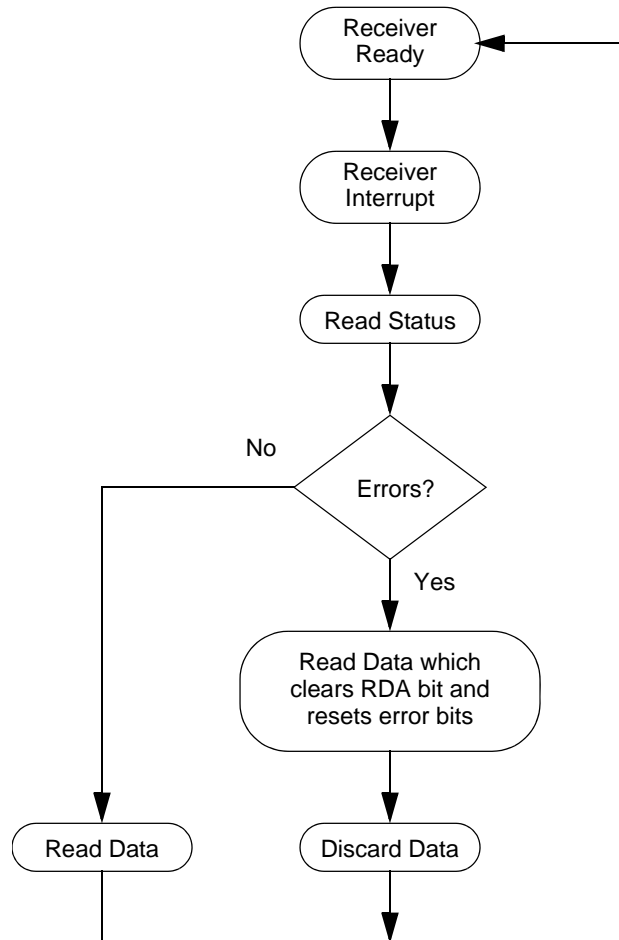 Receiver
Ready
Receiver
Interrupt
Read Status
No
Errors?
Yes
Read Data which
clears RDA bit and
resets error bits
Read Data
Discard Data